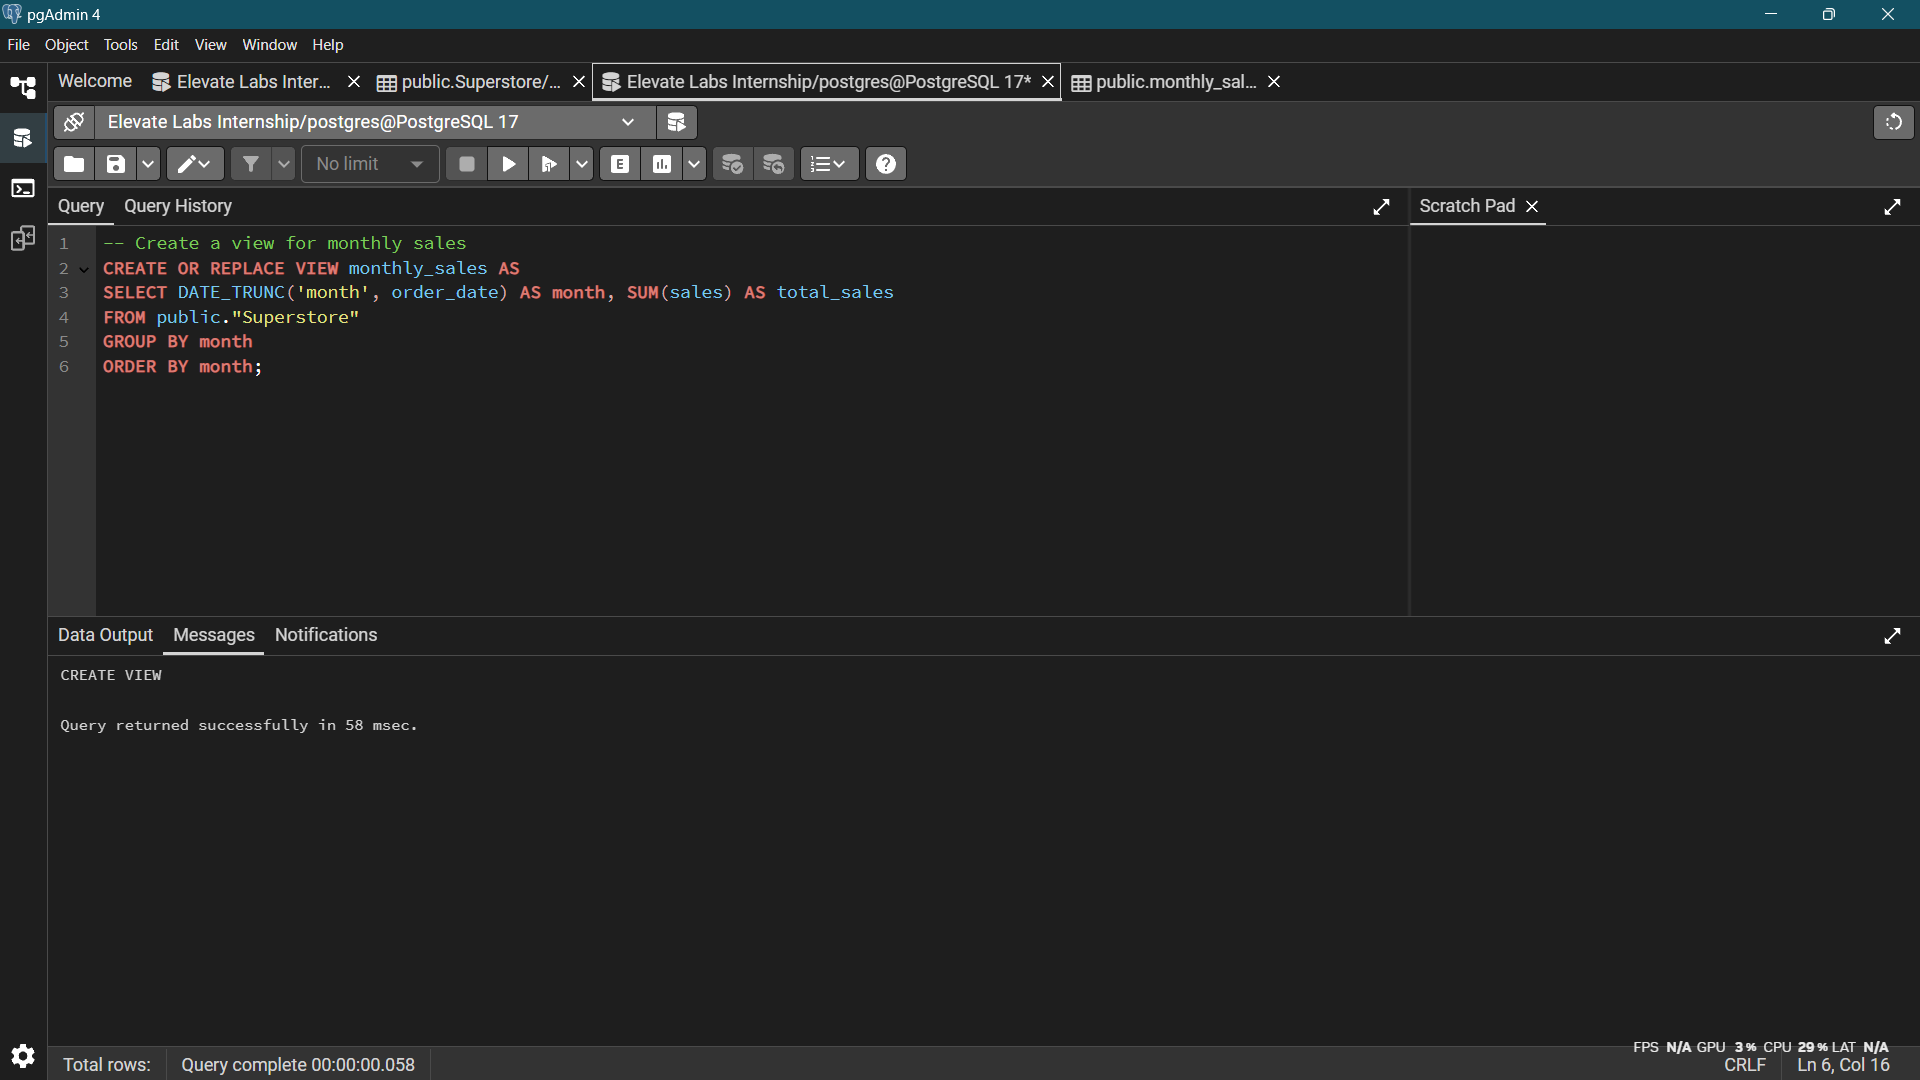 pgAdmin 4
File Object Tools Edit View Window Help
Welcome Elevate Labs Inter... public.Superstore/... Elevate Labs Internship/postgres@PostgreSQL 17* public.monthly_sal...
Elevate Labs Internship/postgres@PostgreSQL 17
No limit E
Query Query History Scratch Pad
1 -- Create a view for monthly sales
2 CREATE OR REPLACE VIEW monthly_sales AS
3 SELECT DATE_TRUNC('month', order_date) AS month, SUM(sales) AS total_sales
4 FROM public."Superstore"
5 GROUP BY month
6 ORDER BY month;
Data Output Messages Notifications
CREATE VIEW
Query returned successfully in 58 msec.
FPS N/A GPU 3% CPU 29% LAT N/A
Total rows: Query complete 00:00:00.058 CRLF Ln 6, Col 16